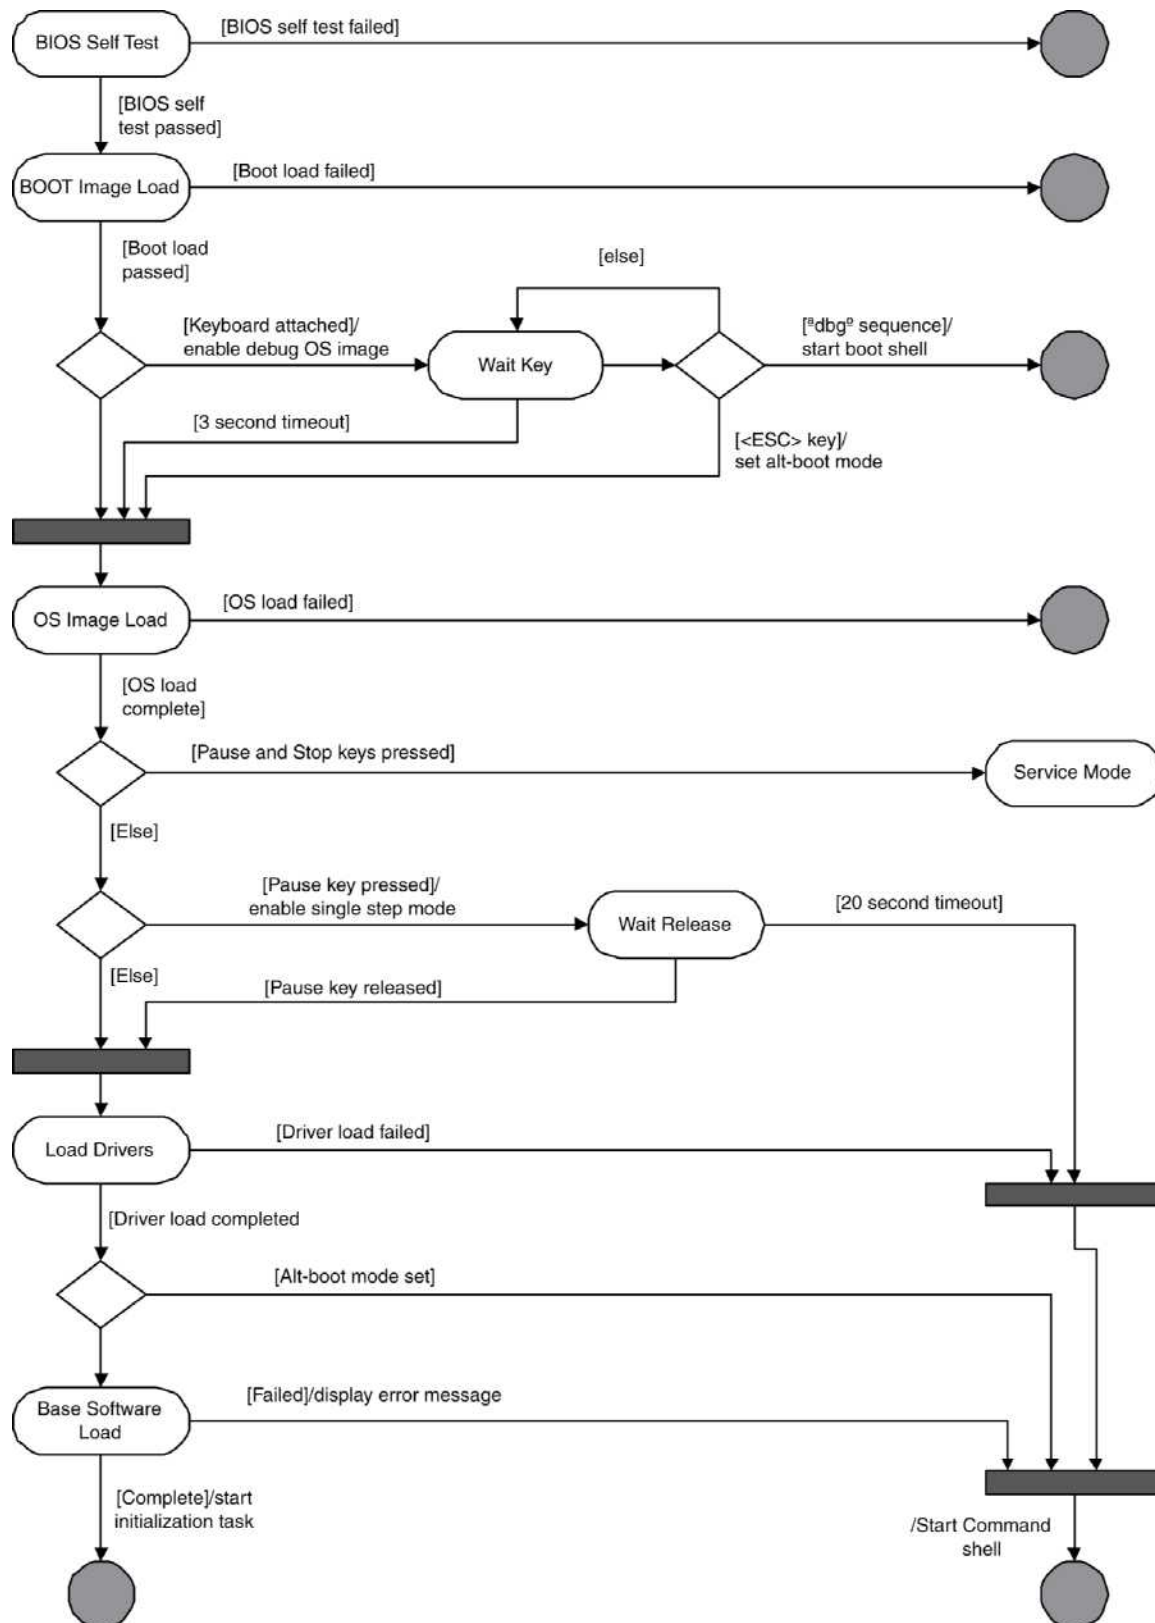 BIOS Self Test
[BIOS self test failed]
[BIOS self
test passed]
BOOT Image Load
[Boot load failed]
[Boot load
passed]
[else]
[Keyboard attached]/
enable debug OS image
Wait Key
[ªdbgº sequence]/
start boot shell
[3 second timeout]
[<ESC> key]/
set alt-boot mode
OS Image Load
[OS load failed]
[OS load
complete]
[Pause and Stop keys pressed]
Service Mode
[Else]
[Pause key pressed]/
enable single step mode
Wait Release
[20 second timeout]
[Else]
[Pause key released]
Load Drivers
[Driver load failed]
[Driver load completed
[Alt-boot mode set]
Base Software
Load
[Failed]/display error message
[Complete]/start
initialization task
/Start Command
shell